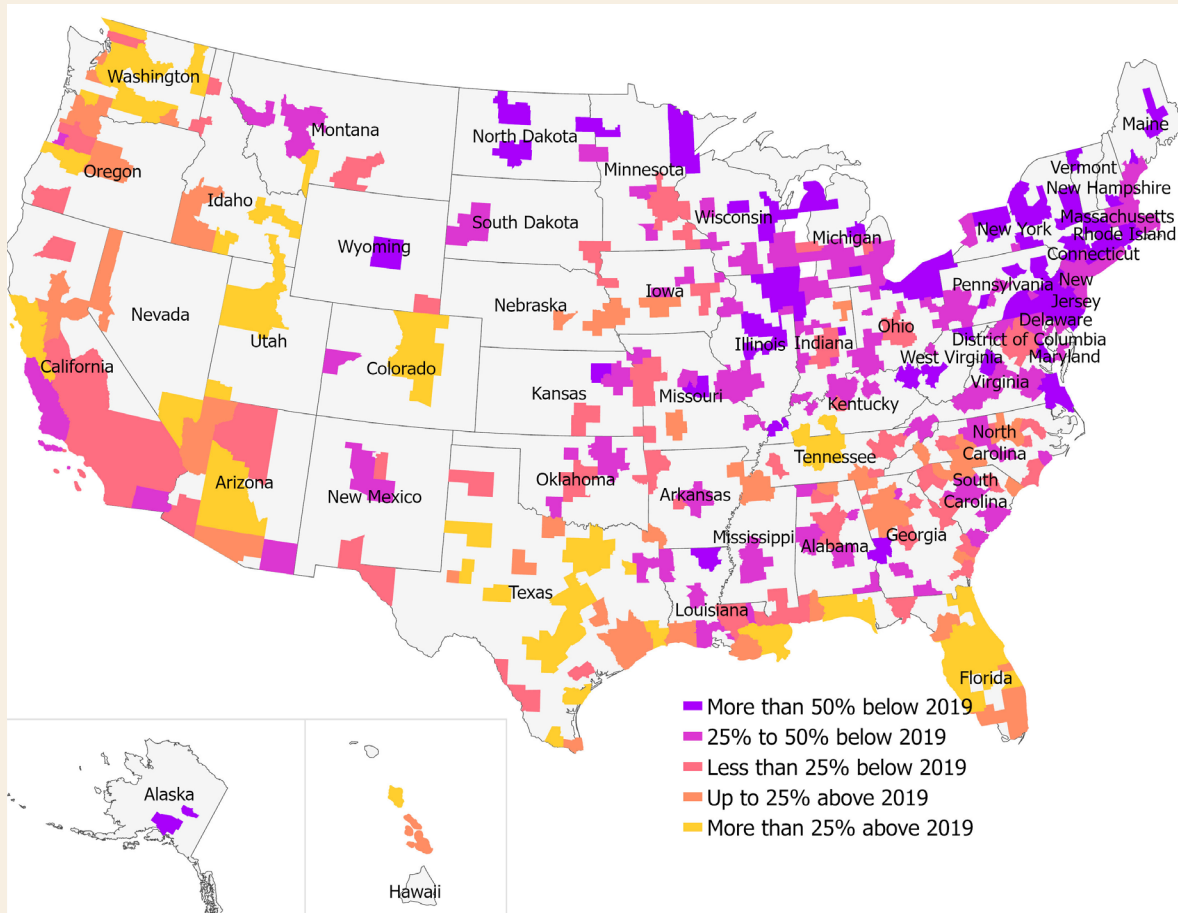 Washington
Montana
North Dakota
Minnesota
Maine
Vermont
New Hampshire
Oregon
Idaho
South Dakota
Wisconsin
Michigan
New York
Massachusetts
Rhode Island
Connecticut
Wyoming
Nebraska
Iowa
Pennsylvania
New
Jersey
Nevada
Utah
Colorado
Illinois
Indiana
Ohio
Delaware
District of Columbia
West Virginia
Maryland
California
Kansas
Missouri
Kentucky
Virginia
Arizona
New Mexico
Oklahoma
Arkansas
Tennessee
North
Carolina
South
Carolina
Mississippi
Alabama
Georgia
Texas
Louisiana
Florida
Alaska
Hawaii
More than 50% below 2019
25% to 50% below 2019
Less than 25% below 2019
Up to 25% above 2019
More than 25% above 2019